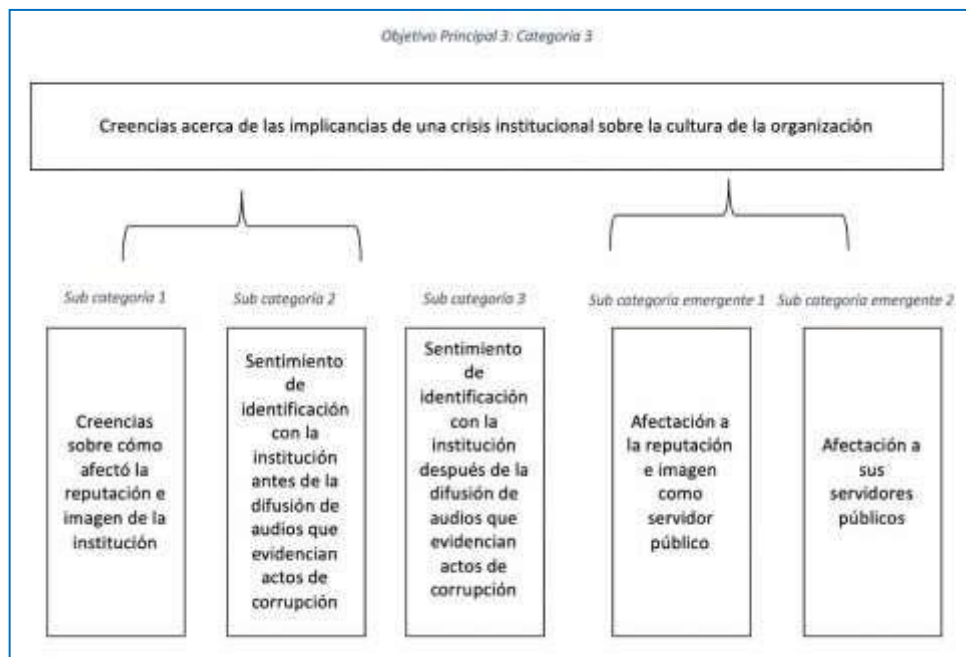 Objetivo Principal 3: Categoría 3
Creencias acerca de las implicancias de una crisis institucional sobre la cultura de la organización
Sub categoría 1
Sub categoría 2
Sub categoría 3
Sub categoría emergente 1
Sub categoría emergente 2
Creencias
sobre cómo
afectó la
reputación e
imagen de la
institución
Sentimiento
de
identificación
con la
institución
antes de la
difusión de
audios que
evidencian
actos de
corrupción
Sentimiento
de
identificación
con la
institución
después de la
difusión de
audios que
evidencian
actos de
corrupción
Afectación a
la reputación
e imagen
como
servidor
público
Afectación a
sus
servidores
públicos